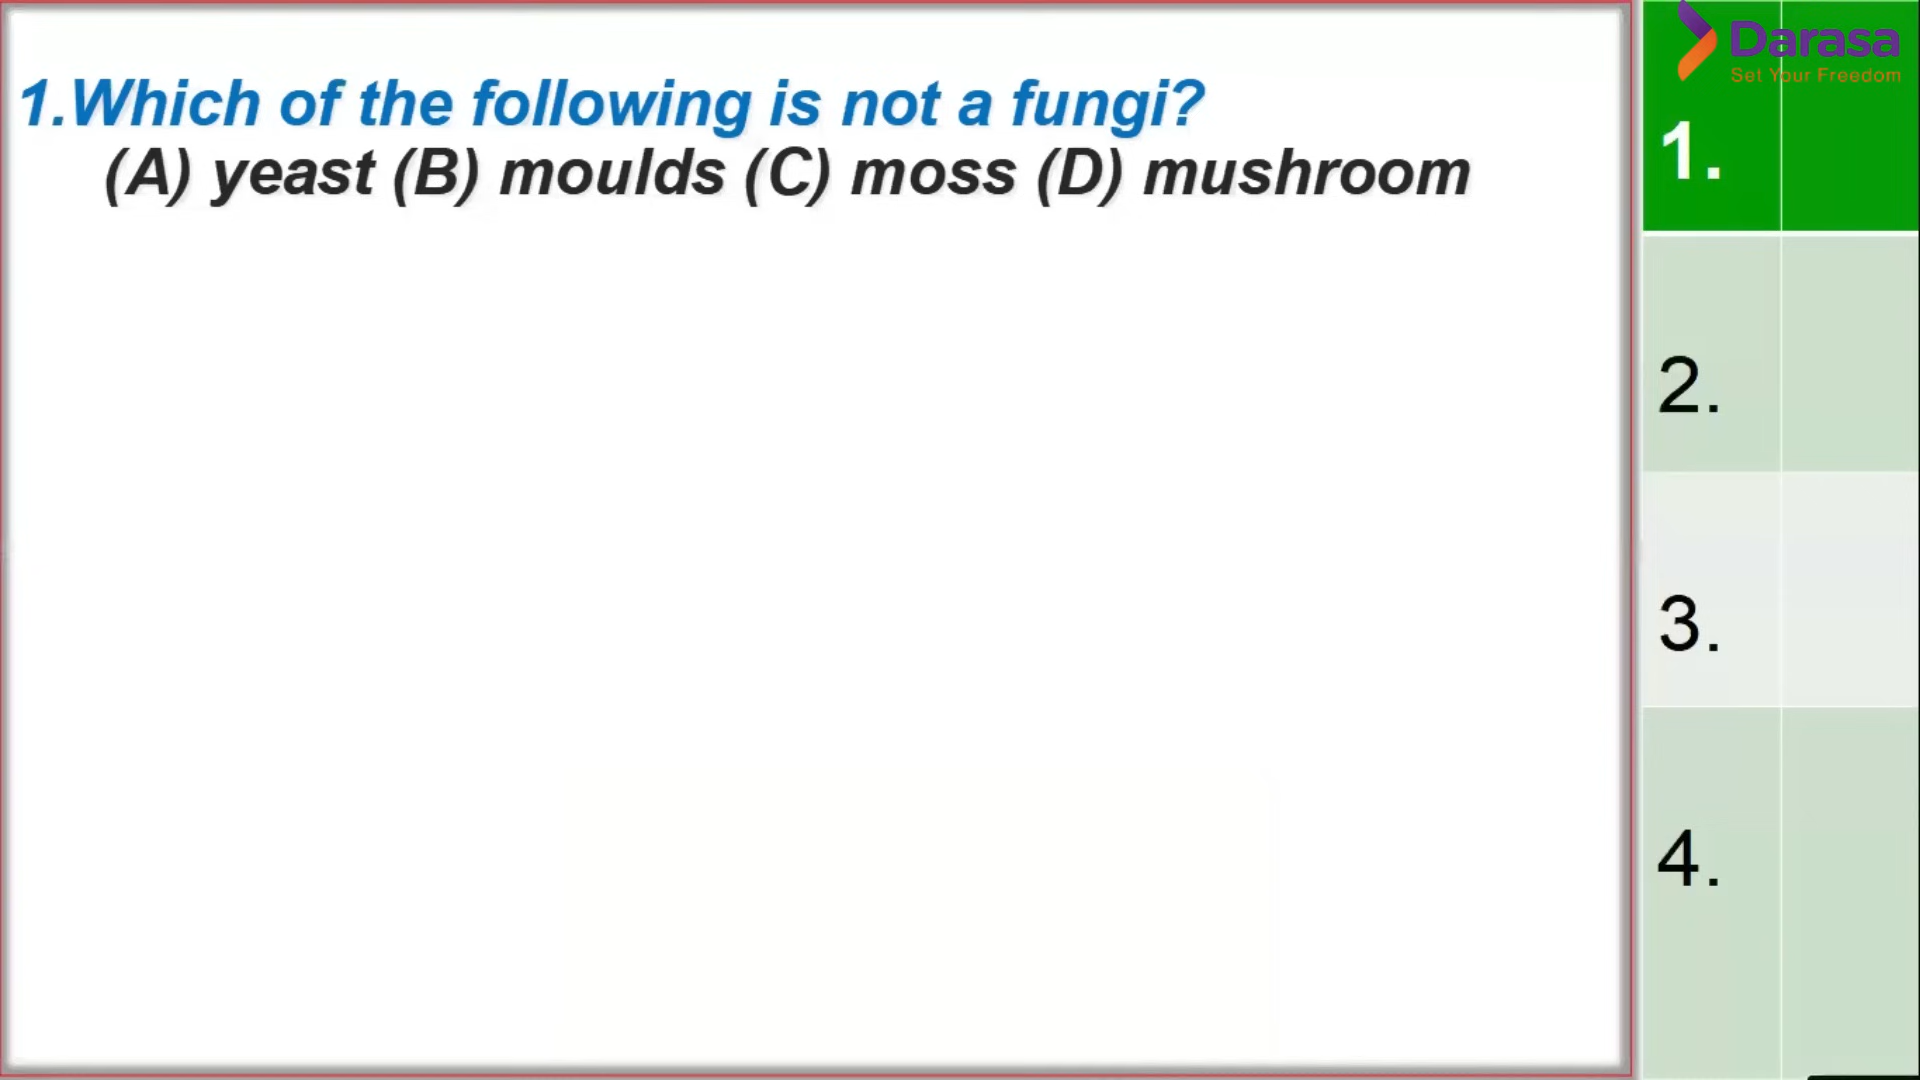 1.Which of the following is not a fungi?
(A) yeast (B) moulds (C) moss (D) mushroom
Darasa
Set Your Freedom
1.
2.
3.
4.